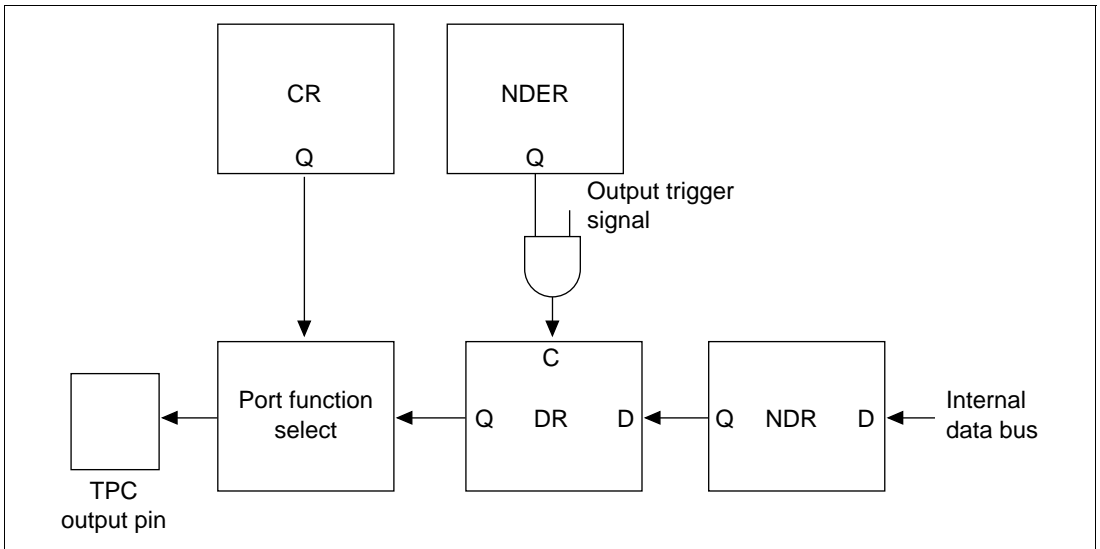 CR
NDER
Q
Q
Output trigger
signal
C
Port function
select
Q
DR
D
Q
NDR
D
Internal
data bus
TPC
output pin